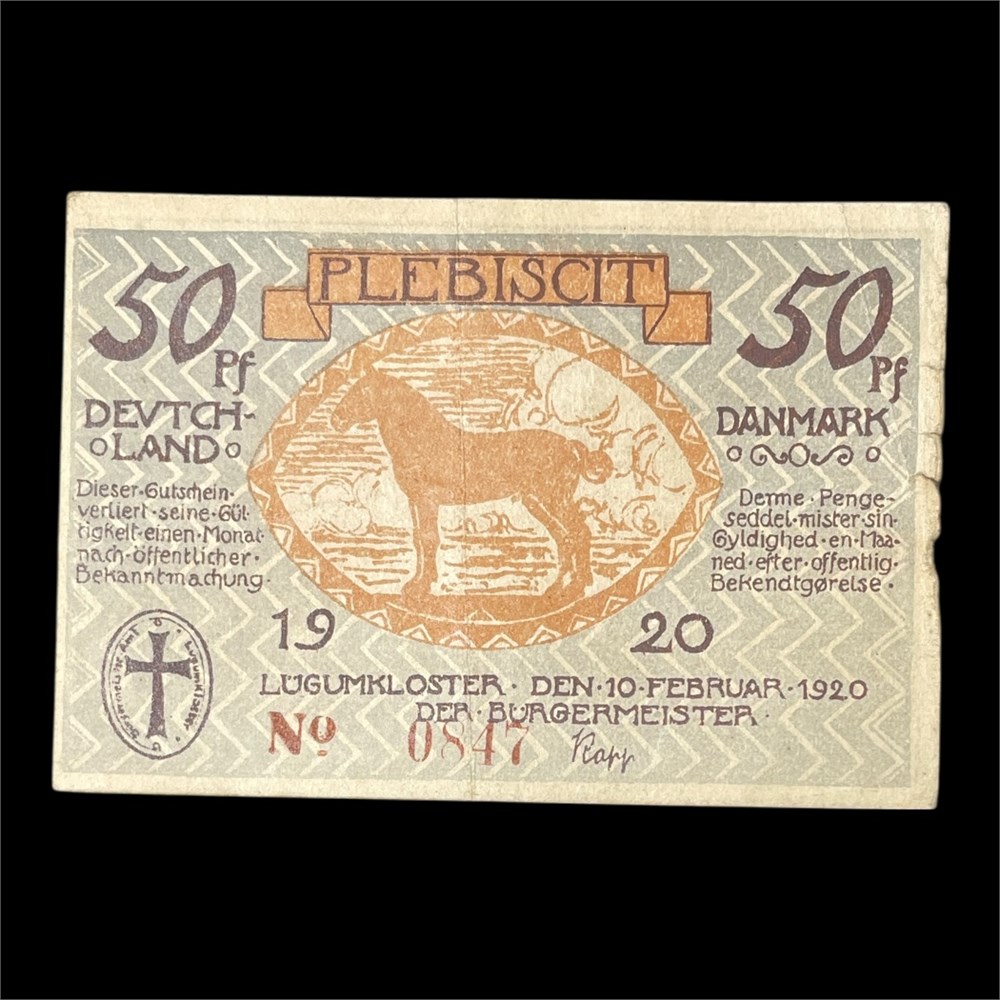 PLEBISCIT
50
Pf
DEVTCH-
LAND
Dieser·Gutschein·
verliert·seine·Gül-
tigkeit·einen·Monat·
nach·öffentlicher·
Bekanntmachung·
50
Pf
DANMARK
Denne·Penge-
seddel·mister·sin·
Gyldighed·en·Maa-
ned·efter·offentlig·
Bekendtgørelse·
19 20
LÜGUMKLOSTER· DEN·10·FEBRUAR·1920
DER·BÜRGERMEISTER·
No 0847
Rapp
Lügumkloster